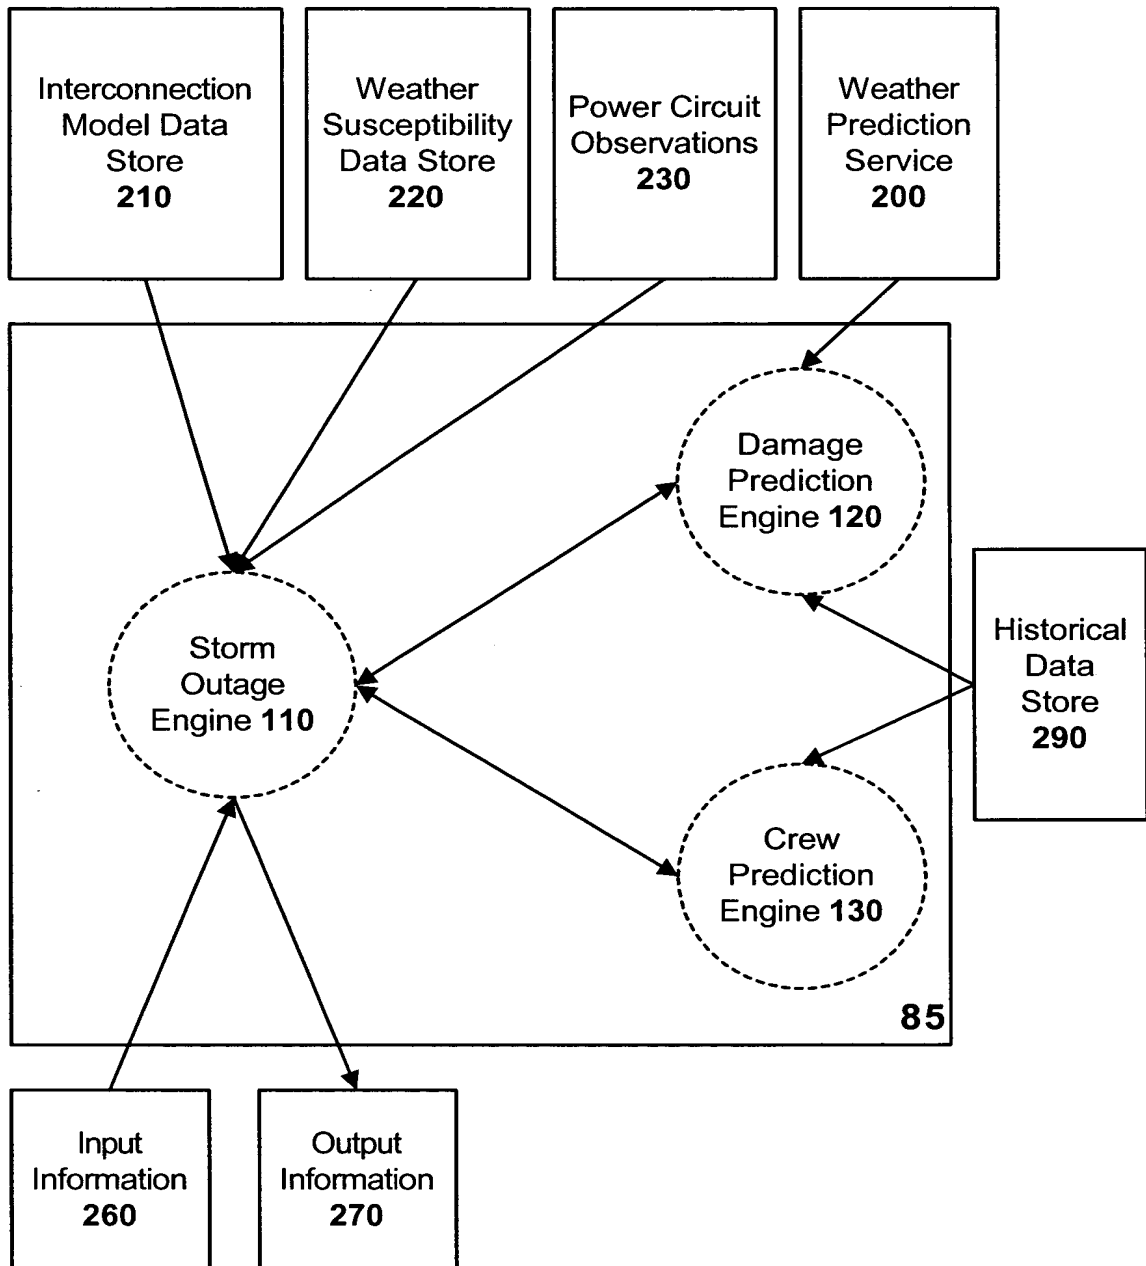 Interconnection
Model Data
Store
210
Weather
Susceptibility
Data Store
220
Power Circuit
Observations
230
Weather
Prediction
Service
200
Damage
Prediction
Engine 120
Historical
Data
Store
290
Storm
Outage
Engine 110
Crew
Prediction
Engine 130
85
Input
Information
260
Output
Information
270